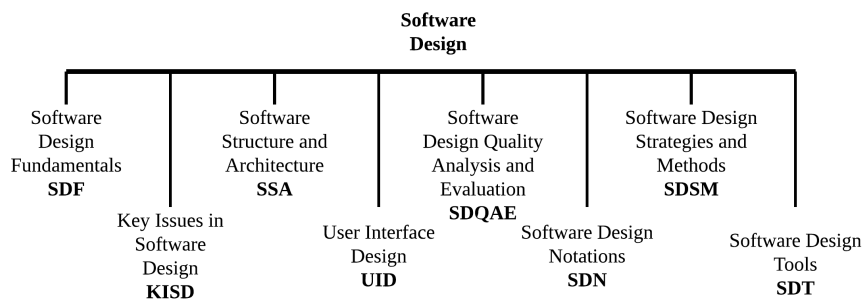 Software
Design
Software
Design
Fundamentals
SDF
Key Issues in
Software
Design
KISD
Software
Structure and
Architecture
SSA
User Interface
Design
UID
Software
Design Quality
Analysis and
Evaluation
SDQAE
Software Design
Notations
SDN
Software Design
Strategies and
Methods
SDSM
Software Design
Tools
SDT